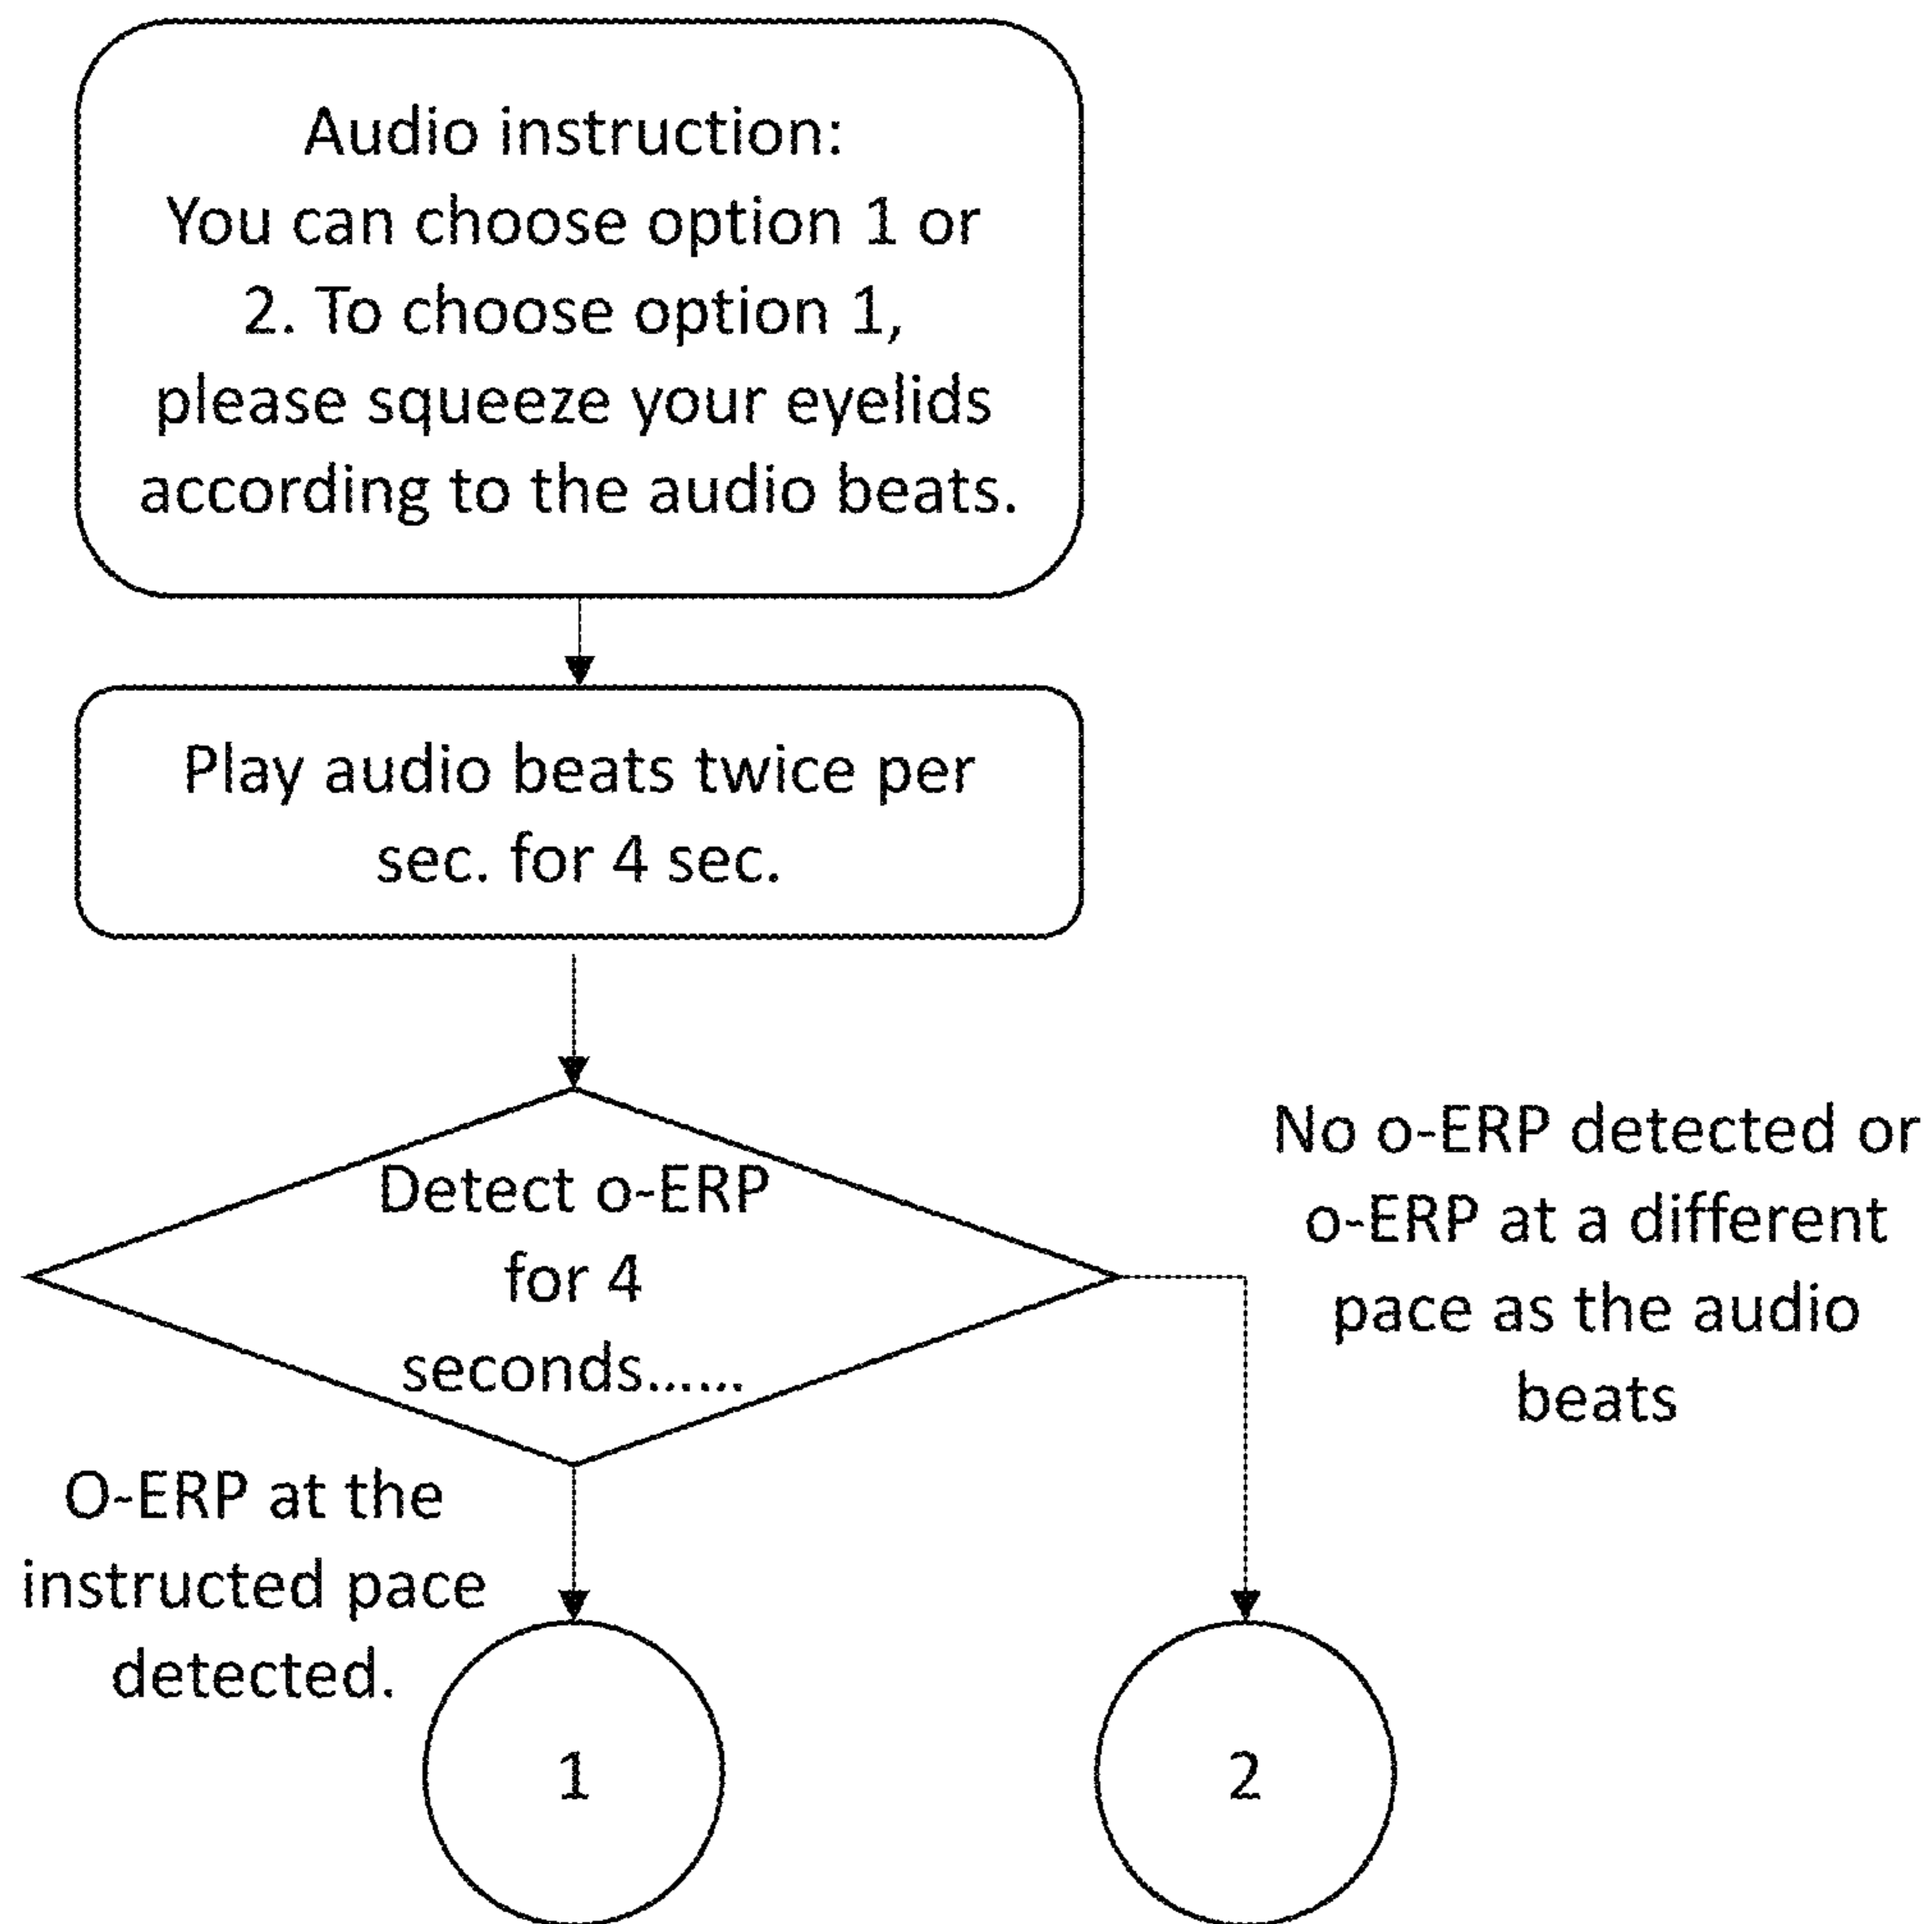 Audio instruction:
You can choose option 1 or
2. To choose option 1,
please squeeze your eyelids
according to the audio beats.
Play audio beats twice per
sec. for 4 sec.
Detect o-ERP
for 4
seconds......
No o-ERP detected or
o-ERP at a different
pace as the audio
beats
O-ERP at the
instructed pace
detected.
1
2